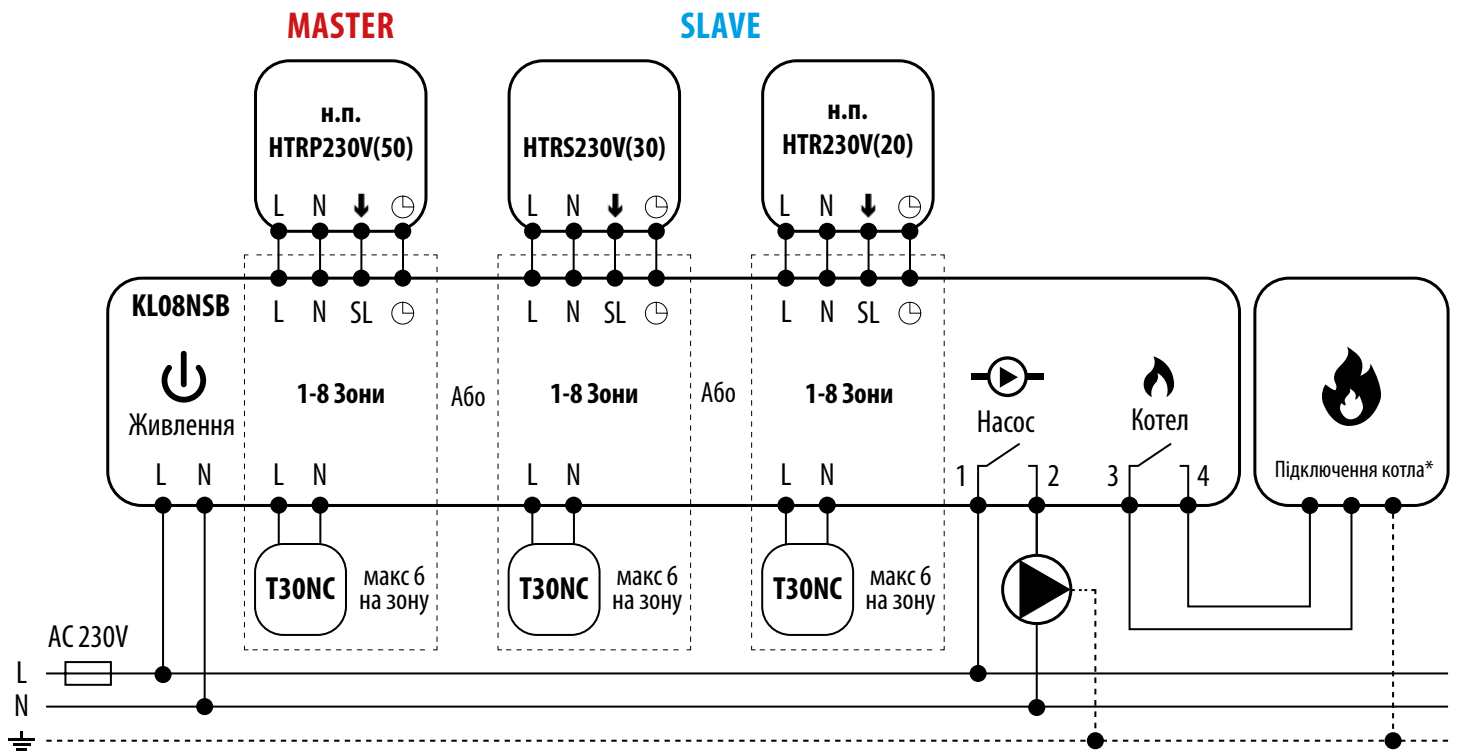 MASTER
SLAVE
н.п.
HTRP230V(50)
HTRS230V(30)
н.п.
HTR230V(20)
L N
L N
L N
KL08NSB
L N SL
L N SL
L N SL
1-8 Зони
Або
1-8 Зони
Або
1-8 Зони
Живлення
Насос
Котел
Підключення котла*
L N
L N
L N
L N
1 2
3 4
T30NC
макс 6
на зону
T30NC
макс 6
на зону
T30NC
макс 6
на зону
AC 230V
L
N